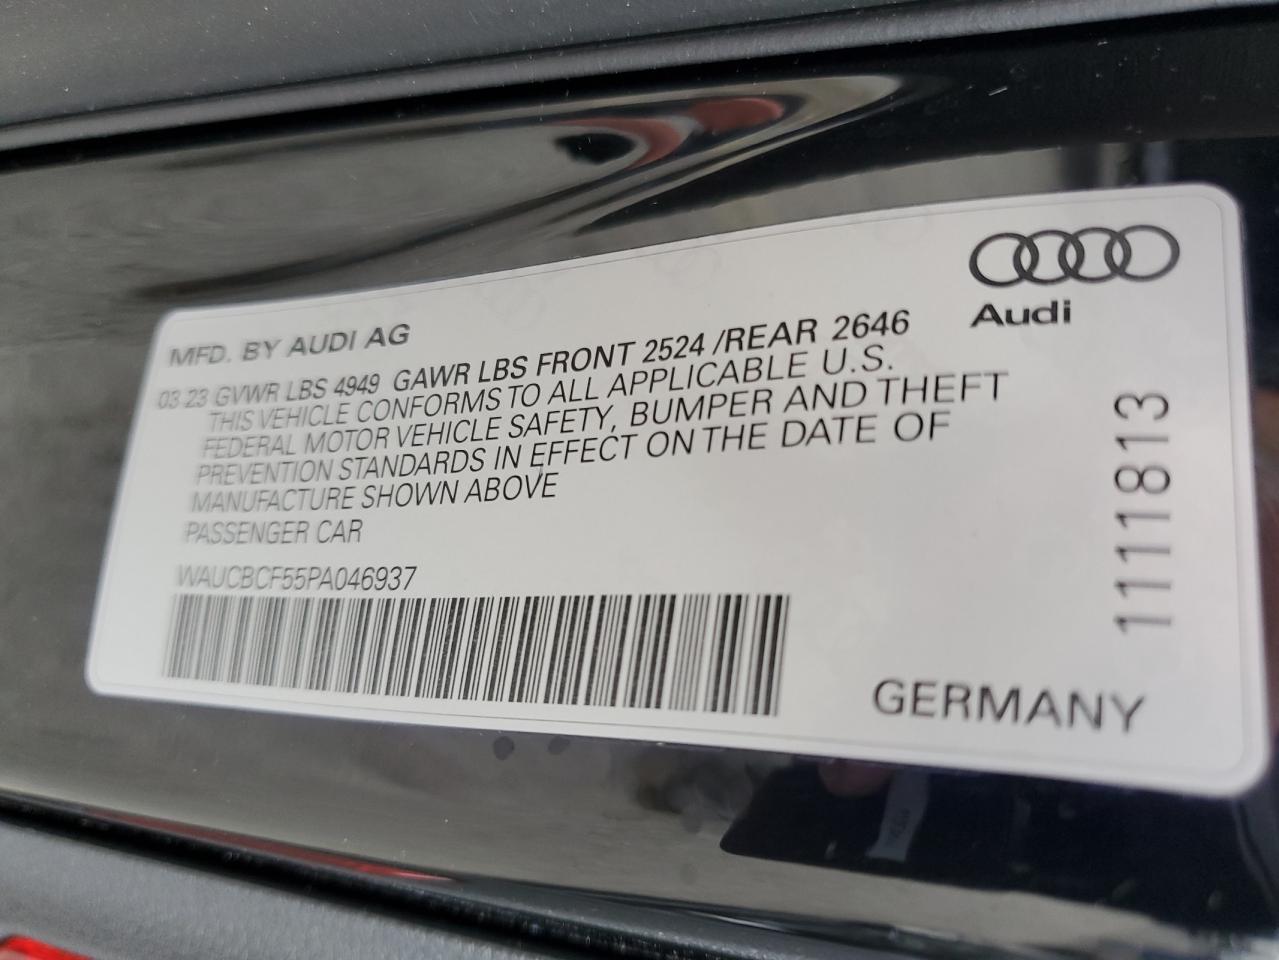 Audi
MFD. BY AUDI AG
03.23 GVWR LBS 4949 GAWR LBS FRONT 2524 /REAR 2646
THIS VEHICLE CONFORMS TO ALL APPLICABLE U.S.
FEDERAL MOTOR VEHICLE SAFETY, BUMPER AND THEFT
PREVENTION STANDARDS IN EFFECT ON THE DATE OF
MANUFACTURE SHOWN ABOVE
PASSENGER CAR
WAUCBCF55PA046937
1111813
GERMANY